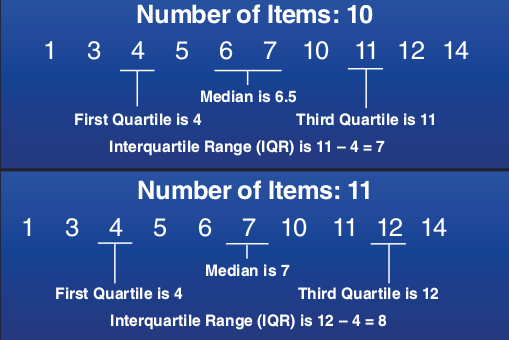 Number of Items: 10
1 3 4 5 6 7 10 11 12 14
Median is 6.5
First Quartile is 4 Third Quartile is 11
Interquartile Range (IQR) is 11 – 4 = 7
Number of Items: 11
1 3 4 5 6 7 10 11 12 14
Median is 7
First Quartile is 4 Third Quartile is 12
Interquartile Range (IQR) is 12 – 4 = 8